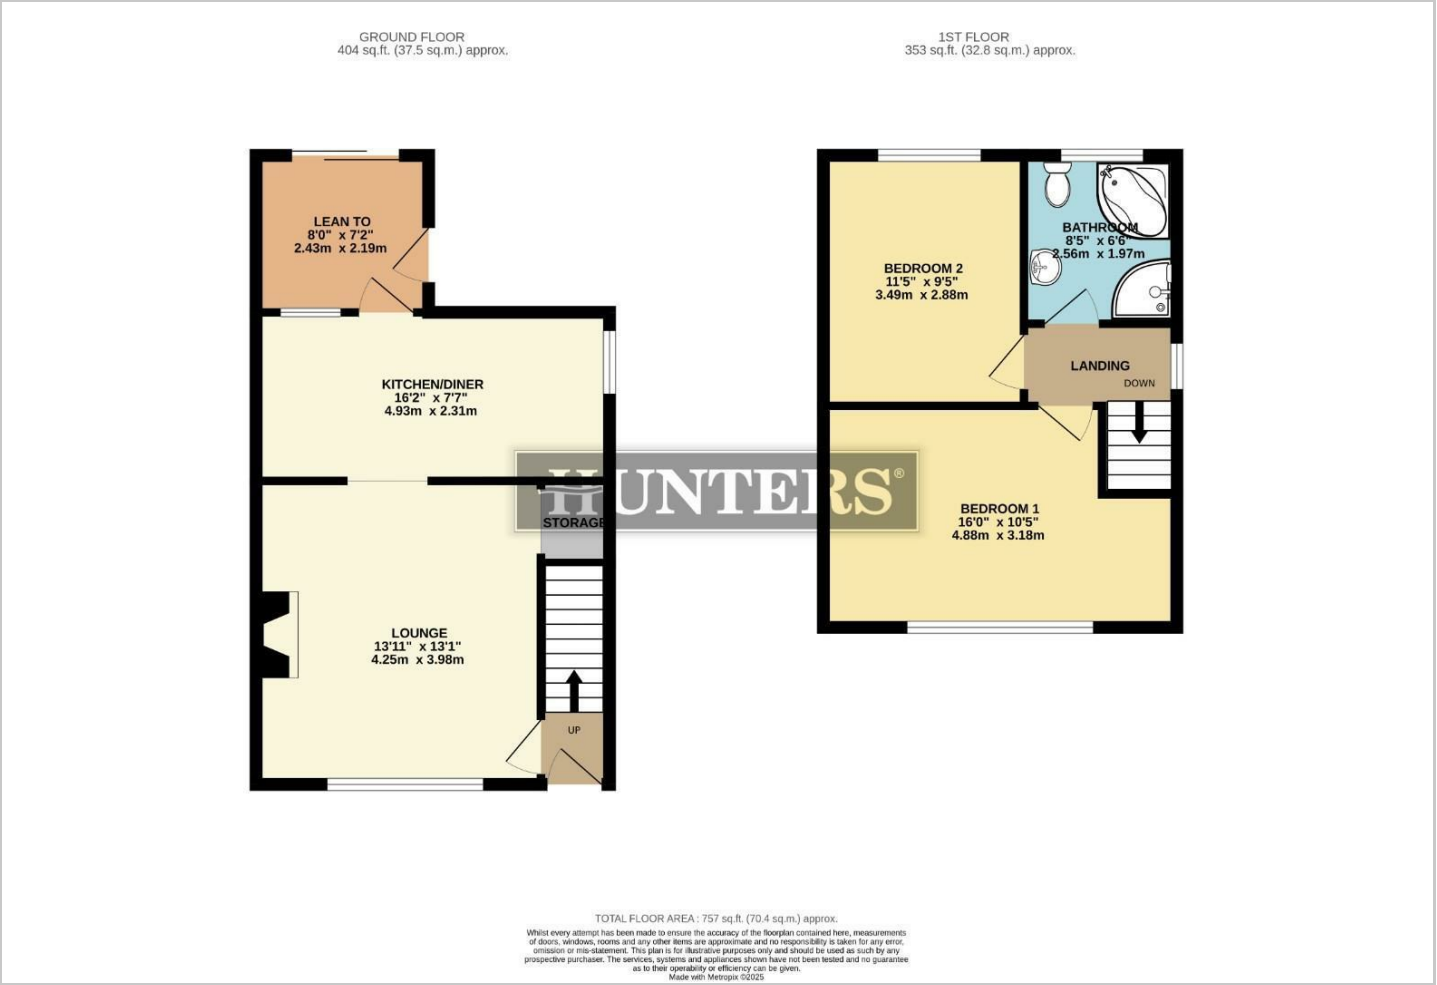 GROUND FLOOR
404 sq.ft. (37.5 sq.m.) approx.
1ST FLOOR
353 sq.ft. (32.8 sq.m.) approx.
LEAN TO
8'0" x 7'2"
2.43m x 2.19m
KITCHEN/DINER
16'2" x 7'7"
4.93m x 2.31m
STORAGE
LOUNGE
13'11" x 13'1"
4.25m x 3.98m
UP
BEDROOM 2
11'5" x 9'5"
3.49m x 2.88m
BATHROOM
8'5" x 6'6"
2.56m x 1.97m
LANDING
DOWN
BEDROOM 1
16'0" x 10'5"
4.88m x 3.18m
HUNTERS®
TOTAL FLOOR AREA : 757 sq.ft. (70.4 sq.m.) approx.
Whilst every attempt has been made to ensure the accuracy of the floorplan contained here, measurements
of doors, windows, rooms and any other items are approximate and no responsibility is taken for any error,
omission or mis-statement. This plan is for illustrative purposes only and should be used as such by any
prospective purchaser. The services, systems and appliances shown have not been tested and no guarantee
as to their operability or efficiency can be given.
Made with Metropix ©2025